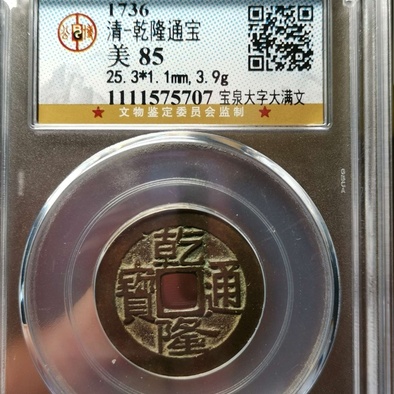 1736
清-乾隆通宝
美 85
25.3*1.1mm,3.9g
1111575707 宝泉大字大满文
★ 文物鉴定委员会监制 ★
乾隆通寳